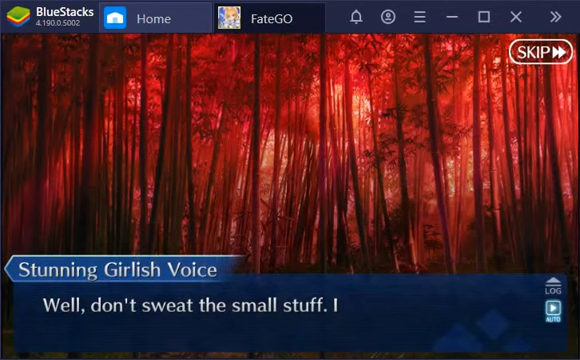 BlueStacks
4.190.0.5002
Home
FateGO
SKIP
Stunning Girlish Voice
Well, don't sweat the small stuff. I
LOG
AUTO